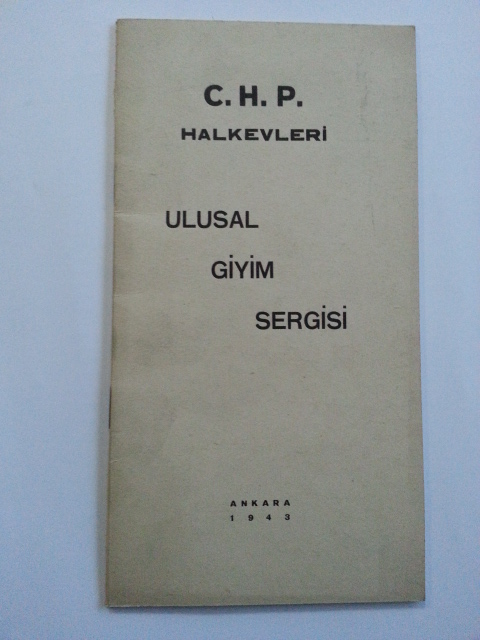 C. H. P.
HALKEVLERİ
ULUSAL
GİYİM
SERGİSİ
ANKARA
1943